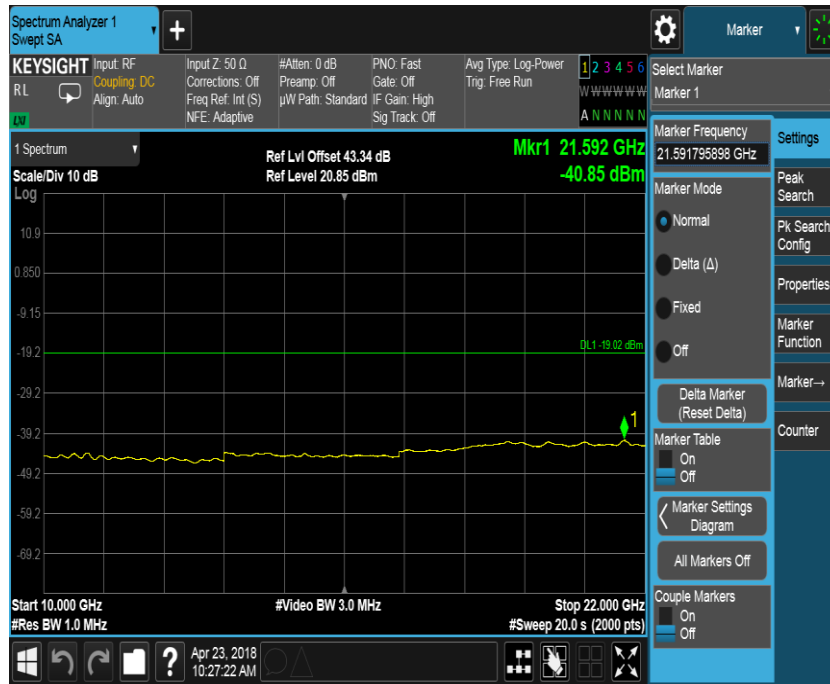 Spectrum Analyzer 1
Swept SA
+
Marker
KEYSIGHT
RL
LXI
Input: RF
Coupling: DC
Align: Auto
Input Z: 50 Ω
Corrections: Off
Freq Ref: Int (S)
NFE: Adaptive
#Atten: 0 dB
Preamp: Off
µW Path: Standard
PNO: Fast
Gate: Off
IF Gain: High
Sig Track: Off
Avg Type: Log-Power
Trig: Free Run
1 2 3 4 5 6
W W W W W W
A N N N N N
Select Marker
Marker 1
1 Spectrum
Scale/Div 10 dB
Log
Ref Lvl Offset 43.34 dB
Ref Level 20.85 dBm
Mkr1 21.592 GHz
-40.85 dBm
10.9
0.850
-9.15
-19.2
-29.2
-39.2
-49.2
-59.2
-69.2
DL1 -19.02 dBm
1
Start 10.000 GHz
#Res BW 1.0 MHz
#Video BW 3.0 MHz
Stop 22.000 GHz
#Sweep 20.0 s (2000 pts)
Marker Frequency
21.591795898 GHz
Marker Mode
Normal
Delta (Δ)
Fixed
Off
Delta Marker
(Reset Delta)
Marker Table
On
Off
Marker Settings
Diagram
All Markers Off
Couple Markers
On
Off
Settings
Peak
Search
Pk Search
Config
Properties
Marker
Function
Marker→
Counter
?
Apr 23, 2018
10:27:22 AM